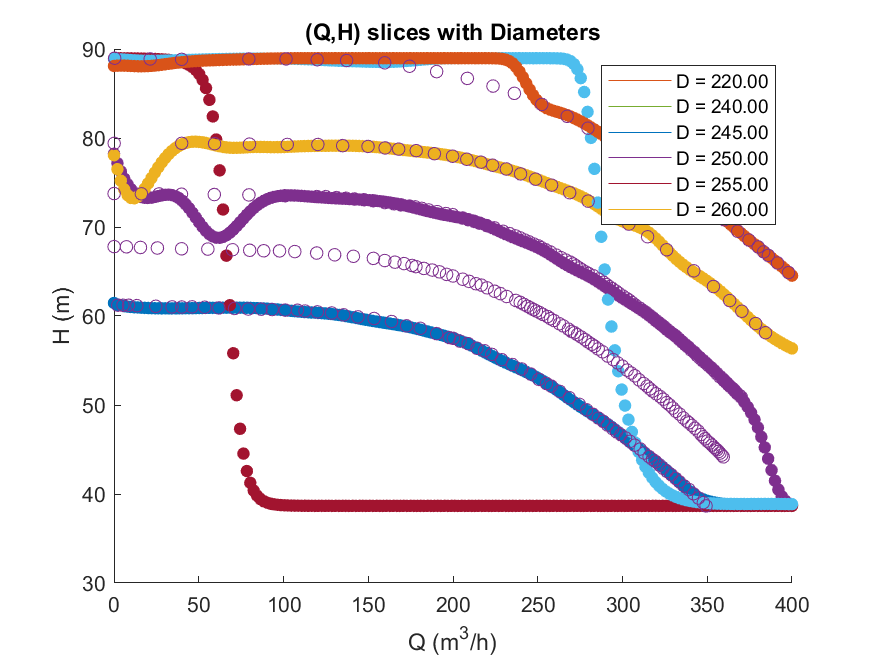 (Q,H) slices with Diameters
90
80
70
60
50
40
30
H (m)
D = 220.00
D = 240.00
D = 245.00
D = 250.00
D = 255.00
D = 260.00
0 50 100 150 200 250 300 350 400
Q (m³/h)